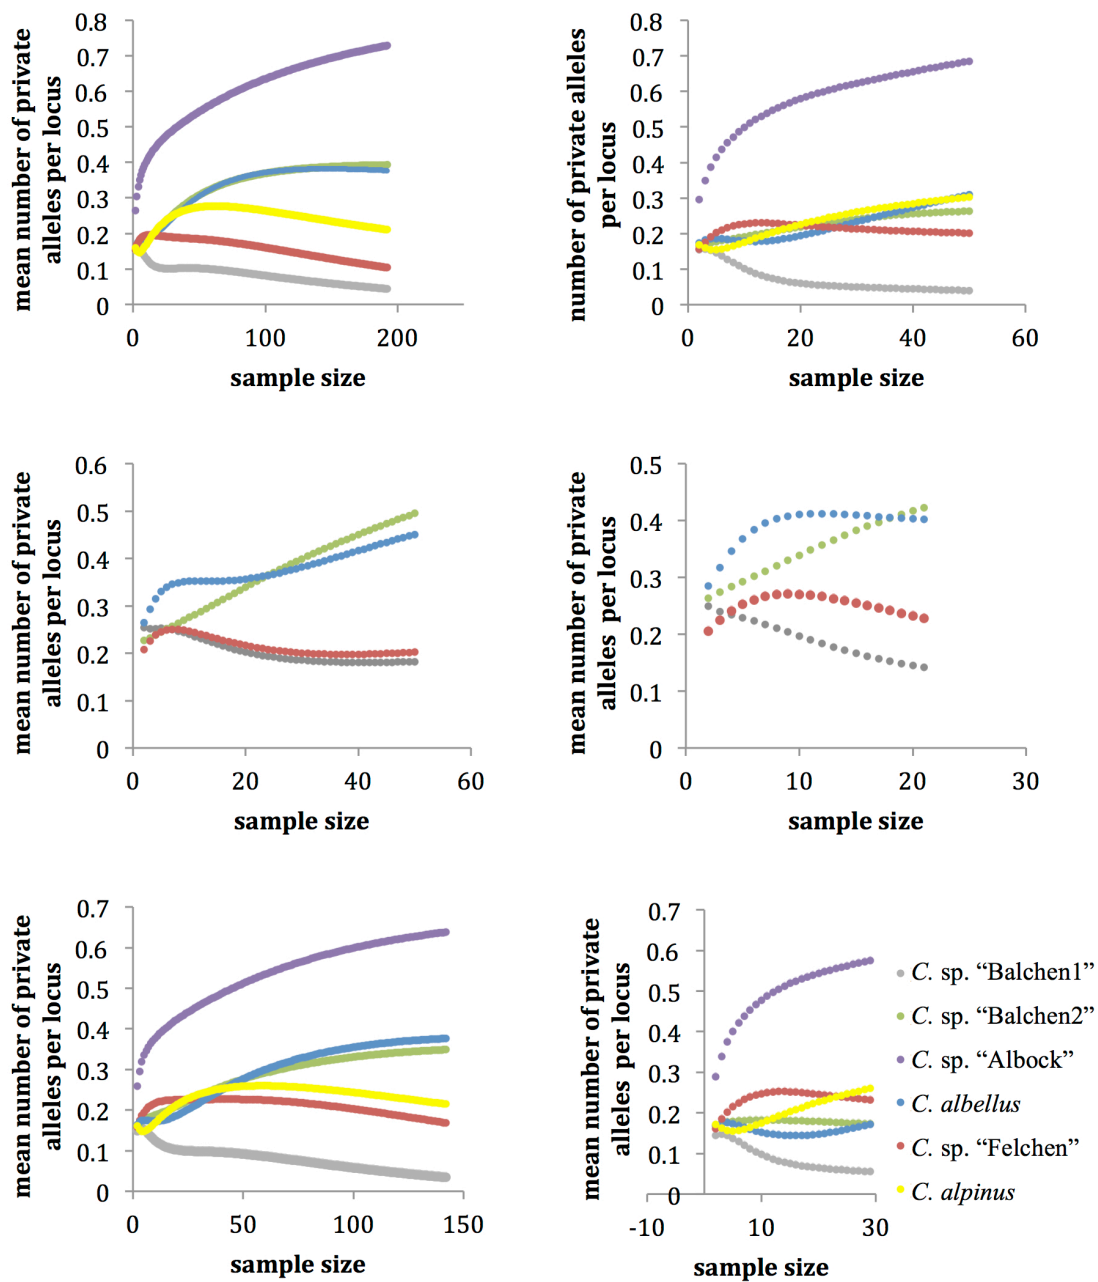 mean number of private
alleles per locus
0.8
0.7
0.6
0.5
0.4
0.3
0.2
0.1
0
0
100
200
sample size
number of private alleles
per locus
0.8
0.7
0.6
0.5
0.4
0.3
0.2
0.1
0
0
20
40
60
sample size
mean number of private
alleles per locus
0.6
0.5
0.4
0.3
0.2
0.1
0
0
20
40
60
sample size
mean number of private
alleles per locus
0.5
0.4
0.3
0.2
0.1
0
0
10
20
30
sample size
mean number of private
alleles per locus
0.7
0.6
0.5
0.4
0.3
0.2
0.1
0
0
50
100
150
sample size
mean number of private
alleles per locus
0.7
0.6
0.5
0.4
0.3
0.2
0.1
0
-10
10
30
sample size
C. sp. “Balchen1”
C. sp. “Balchen2”
C. sp. “Albock”
C. albellus
C. sp. “Felchen”
C. alpinus